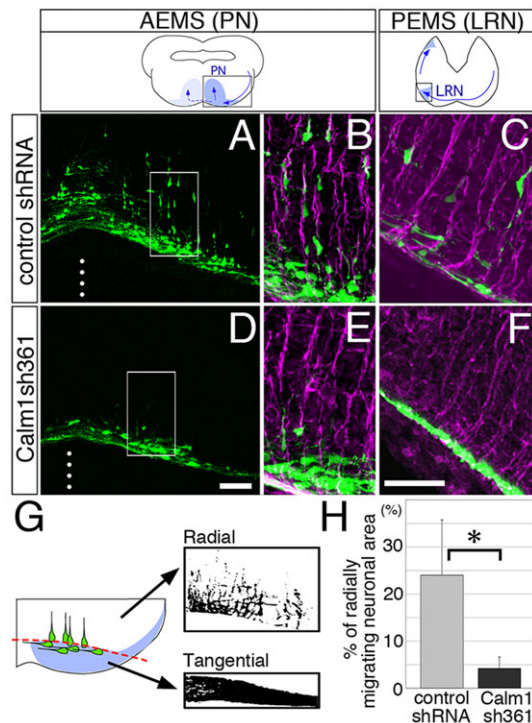 AEMS (PN)
PEMS (LRN)
PN
LRN
control shRNA
A
B
C
Calm1sh361
D
E
F
G
Radial
Tangential
H
(%)
% of radially
migrating neuronal area
30
20
10
0
*
control
shRNA
Calm1
sh361